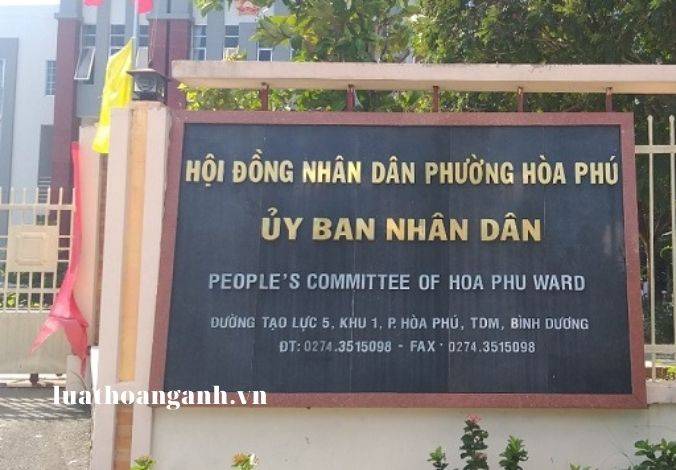 HỘI ĐỒNG NHÂN DÂN PHƯỜNG HÒA PHÚ
ỦY BAN NHÂN DÂN
PEOPLE'S COMMITTEE OF HOA PHU WARD
ĐƯỜNG TẠO LỰC 5, KHU 1, P. HÒA PHÚ, TDM, BÌNH DƯƠNG
ĐT: 0274.3515098 - FAX: 0274.3515098
luathoanganh.vn